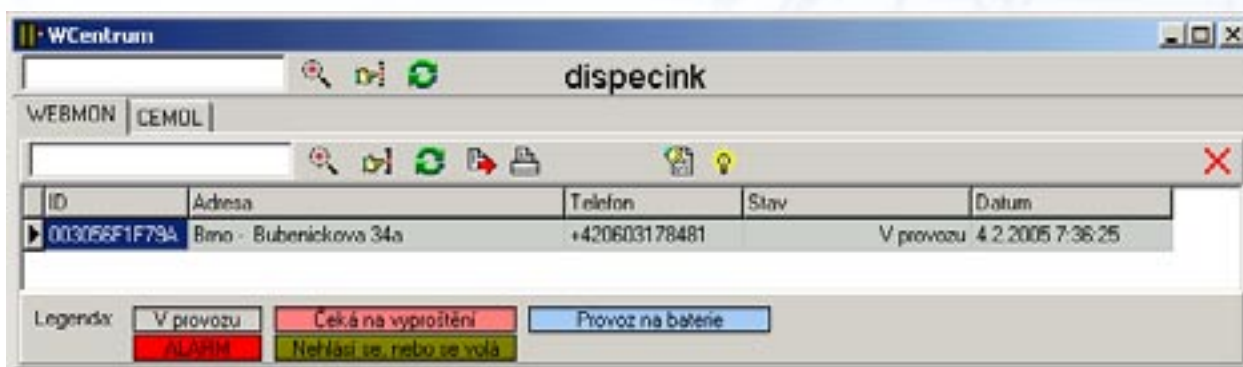 WCentrum
dispecink
WEBMON CEMOL
ID Adresa Telefon Stav Datum
003056F1F79A Brno - Bubenickova 34a +420603178481 V provozu 4.2.2005 7:36:25
Legenda: V provozu Čeká na vyproštění Provoz na baterie
ALARM Nehlásí se, nebo se volá